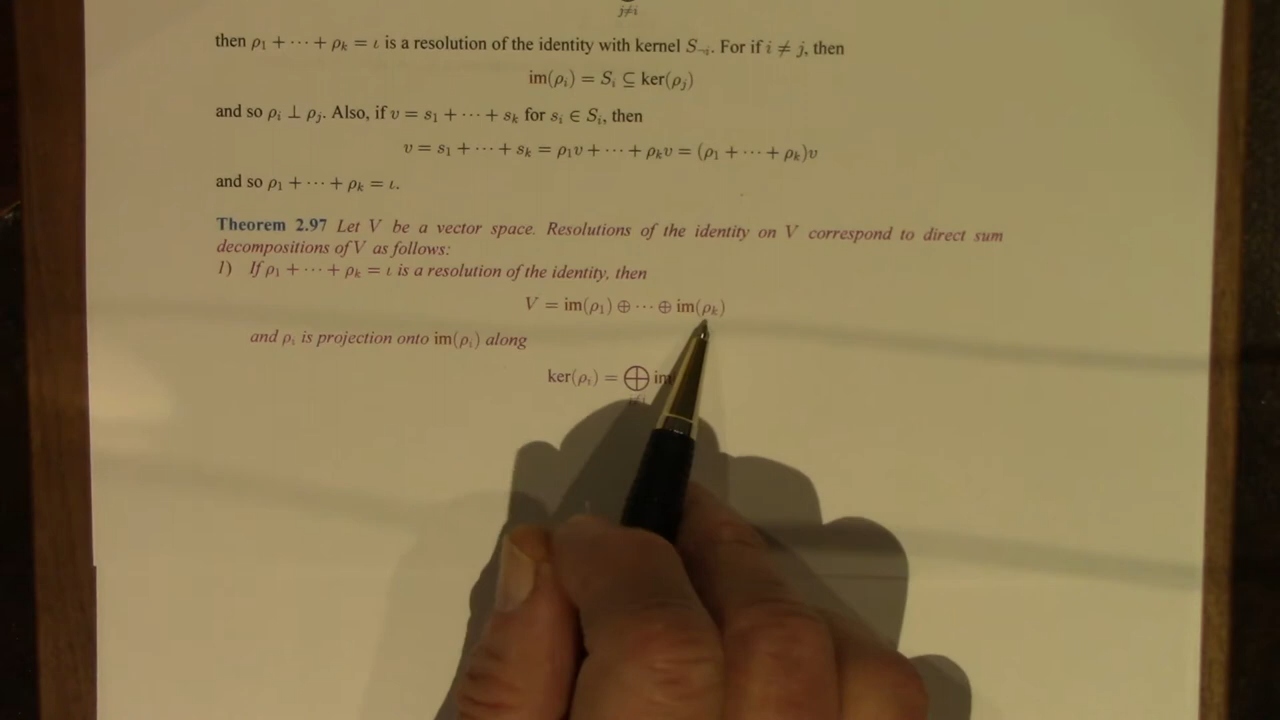 j≠i
then ρ₁ + ⋯ + ρₖ = ι is a resolution of the identity with kernel S₋ᵢ. For if i ≠ j, then
im(ρᵢ) = Sᵢ ⊆ ker(ρⱼ)
and so ρᵢ ⊥ ρⱼ. Also, if v = s₁ + ⋯ + sₖ for sᵢ ∈ Sᵢ, then
v = s₁ + ⋯ + sₖ = ρ₁v + ⋯ + ρₖv = (ρ₁ + ⋯ + ρₖ)v
and so ρ₁ + ⋯ + ρₖ = ι.
Theorem 2.97 Let V be a vector space. Resolutions of the identity on V correspond to direct sum
decompositions of V as follows:
1) If ρ₁ + ⋯ + ρₖ = ι is a resolution of the identity, then
V = im(ρ₁) ⊕ ⋯ ⊕ im(ρₖ)
and ρᵢ is projection onto im(ρᵢ) along
ker(ρᵢ) = ⊕ im
j≠i